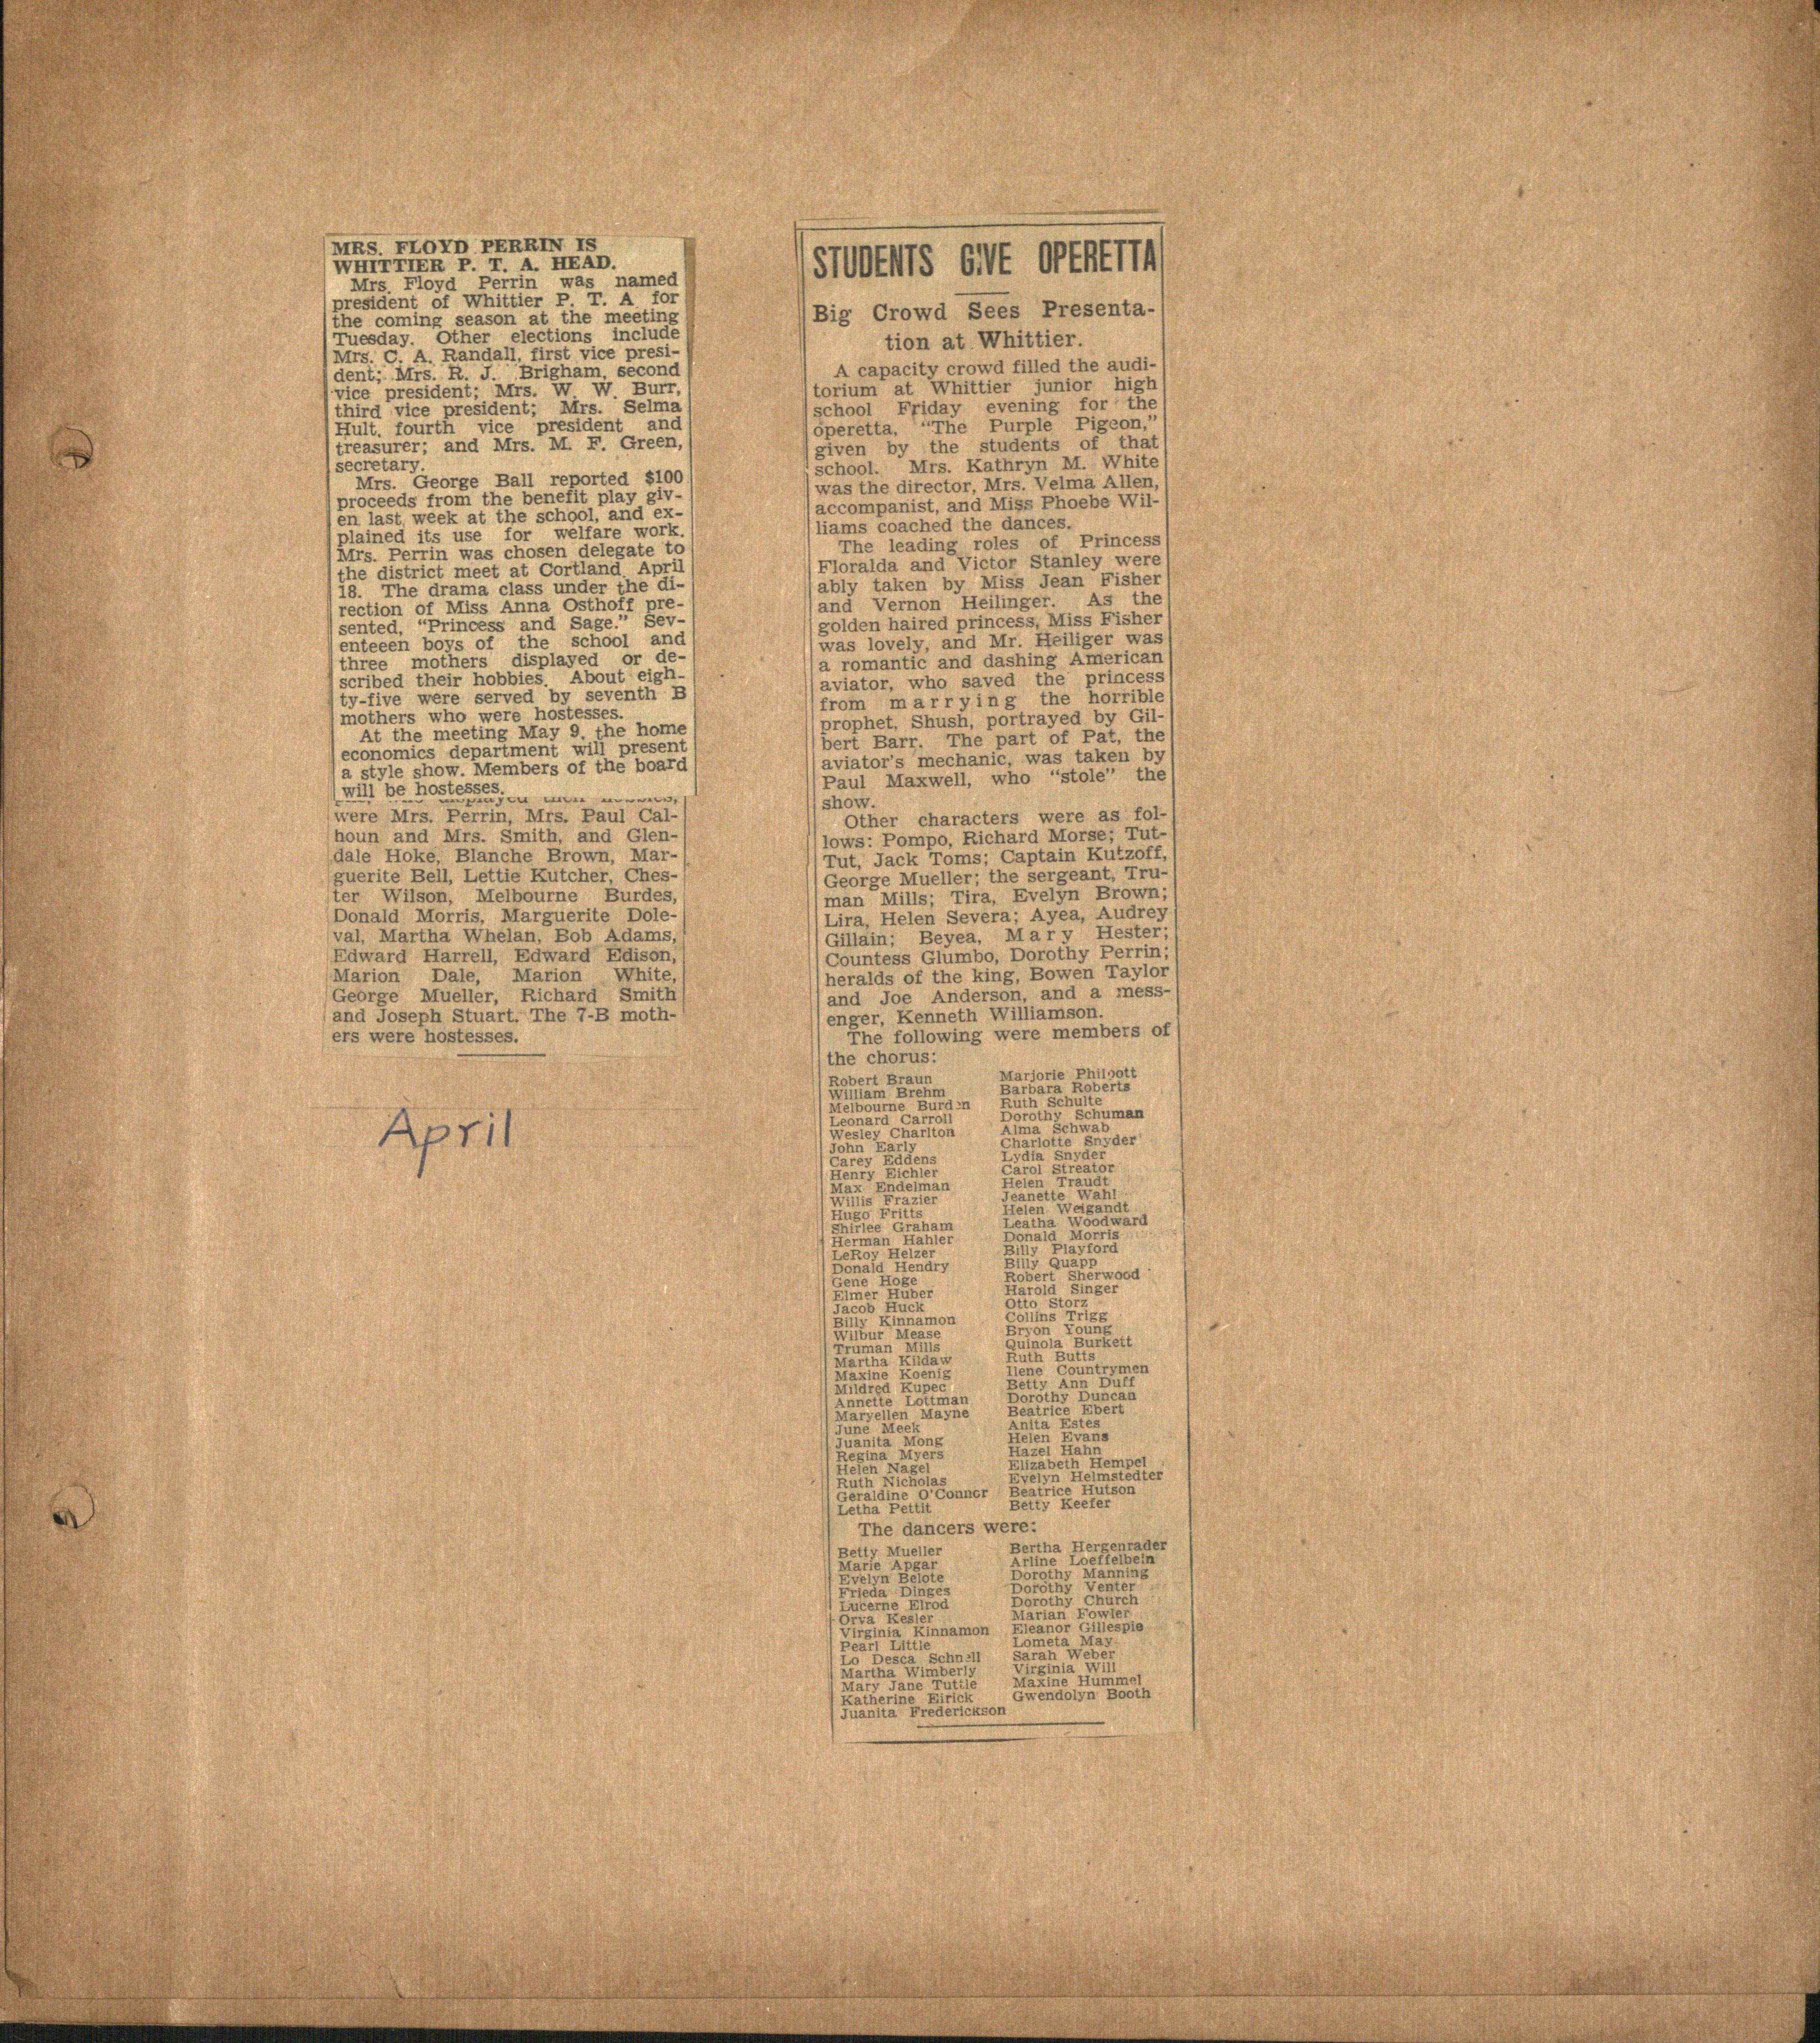 MRS. FLOYD PERRIN IS
WHITTIER P. T. A. HEAD.
Mrs. Floyd Perrin was named
president of Whittier P. T. A for
the coming season at the meeting
Tuesday. Other elections include
Mrs. C. A. Randall, first vice presi-
dent; Mrs. R. J. Brigham, second
vice president; Mrs. W. W. Burr,
third vice president; Mrs. Selma
Hult, fourth vice president and
treasurer; and Mrs. M. F. Green,
secretary.
Mrs. George Ball reported $100
proceeds from the benefit play giv-
en last week at the school, and ex-
plained its use for welfare work.
Mrs. Perrin was chosen delegate to
the district meet at Cortland April
18. The drama class under the di-
rection of Miss Anna Osthoff pre-
sented, "Princess and Sage." Sev-
enteeen boys of the school and
three mothers displayed or de-
scribed their hobbies. About eigh-
ty-five were served by seventh B
mothers who were hostesses.
At the meeting May 9, the home
economics department will present
a style show. Members of the board
will be hostesses.
were Mrs. Perrin, Mrs. Paul Cal-
houn and Mrs. Smith, and Glen-
dale Hoke, Blanche Brown, Mar-
guerite Bell, Lettie Kutcher, Ches-
ter Wilson, Melbourne Burdes,
Donald Morris, Marguerite Dole-
val, Martha Whelan, Bob Adams,
Edward Harrell, Edward Edison,
Marion Dale, Marion White,
George Mueller, Richard Smith
and Joseph Stuart. The 7-B moth-
ers were hostesses.
April
STUDENTS GIVE OPERETTA
Big Crowd Sees Presenta-
tion at Whittier.
A capacity crowd filled the audi-
torium at Whittier junior high
school Friday evening for the
operetta, "The Purple Pigeon,"
given by the students of that
school. Mrs. Kathryn M. White
was the director, Mrs. Velma Allen,
accompanist, and Miss Phoebe Wil-
liams coached the dances.
The leading roles of Princess
Floralda and Victor Stanley were
ably taken by Miss Jean Fisher
and Vernon Heilinger. As the
golden haired princess, Miss Fisher
was lovely, and Mr. Heiliger was
a romantic and dashing American
aviator, who saved the princess
from marrying the horrible
prophet, Shush, portrayed by Gil-
bert Barr. The part of Pat, the
aviator's mechanic, was taken by
Paul Maxwell, who "stole" the
show.
Other characters were as fol-
lows: Pompo, Richard Morse; Tut-
Tut, Jack Toms; Captain Kutzoff,
George Mueller; the sergeant, Tru-
man Mills; Tira, Evelyn Brown;
Lira, Helen Severa; Ayea, Audrey
Gillain; Beyea, Mary Hester;
Countess Glumbo, Dorothy Perrin;
heralds of the king, Bowen Taylor
and Joe Anderson, and a mess-
enger, Kenneth Williamson.
The following were members of
the chorus:
Robert Braun
William Brehm
Melbourne Burden
Leonard Carroll
Wesley Charlton
John Early
Carey Eddens
Henry Eichler
Max Endelman
Willis Frazier
Hugo Fritts
Shirlee Graham
Herman Hahler
LeRoy Helzer
Donald Hendry
Gene Hoge
Elmer Huber
Jacob Huck
Billy Kinnamon
Wilbur Mease
Truman Mills
Martha Kildaw
Maxine Koenig
Mildred Kupec
Annette Lottman
Maryellen Mayne
June Meek
Juanita Mong
Regina Myers
Helen Nagel
Ruth Nicholas
Geraldine O'Connor
Letha Pettit
Marjorie Philpott
Barbara Roberts
Ruth Schulte
Dorothy Schuman
Alma Schwab
Charlotte Snyder
Lydia Snyder
Carol Streator
Helen Traudt
Jeanette Wahl
Helen Weigandt
Leatha Woodward
Donald Morris
Billy Playford
Billy Quapp
Robert Sherwood
Harold Singer
Otto Storz
Collins Trigg
Bryon Young
Quinola Burkett
Ruth Butts
Ilene Countrymen
Betty Ann Duff
Dorothy Duncan
Beatrice Ebert
Anita Estes
Helen Evans
Hazel Hahn
Elizabeth Hempel
Evelyn Helmstedter
Beatrice Hutson
Betty Keefer
The dancers were:
Betty Mueller
Marie Apgar
Evelyn Belote
Frieda Dinges
Lucerne Elrod
Orva Kesler
Virginia Kinnamon
Pearl Little
Lo Desca Schnell
Martha Wimberly
Mary Jane Tutile
Katherine Eirick
Juanita Frederickson
Bertha Hergenrader
Arline Loeffelbein
Dorothy Manning
Dorothy Venter
Dorothy Church
Marian Fowler
Eleanor Gillespie
Lometa May
Sarah Weber
Virginia Will
Maxine Hummel
Gwendolyn Booth